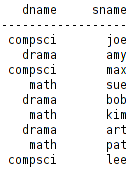 dname sname
--------------------
compsci joe
drama amy
compsci max
math sue
drama bob
math kim
drama art
math pat
compsci lee